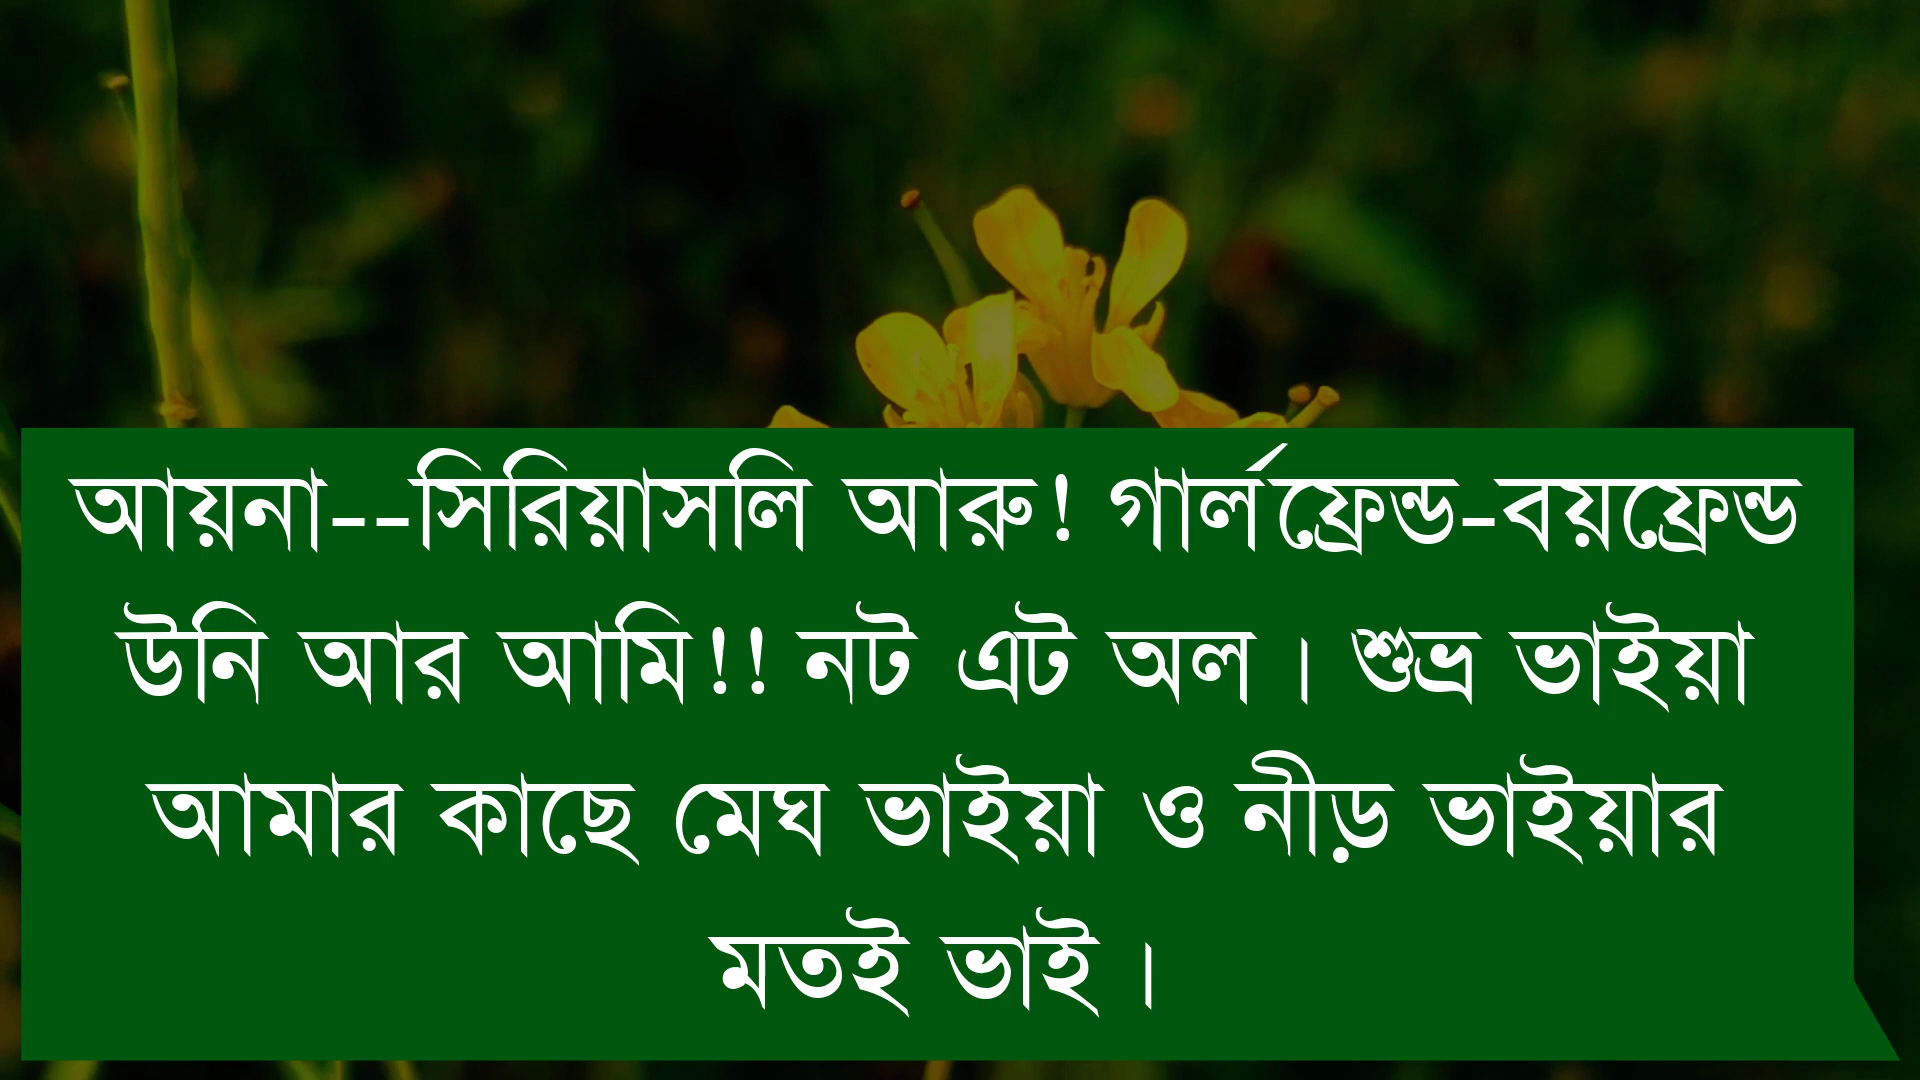 আয়না--সিরিয়াসলি আরু! গার্লফ্রেন্ড-বয়ফ্রেন্ড
উনি আর আমি!! নট এট অল। শুভ্র ভাইয়া
আমার কাছে মেঘ ভাইয়া ও নীড় ভাইয়ার
মতই ভাই।